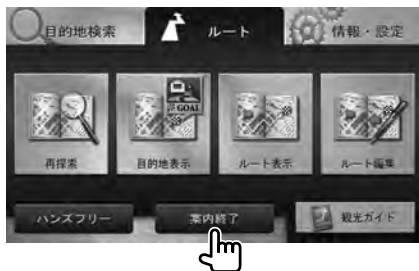 目的地検索
ルート
情報・設定
GOAL
再探索
目的地表示
ルート表示
ルート編集
ハンズフリー
案内終了
観光ガイド